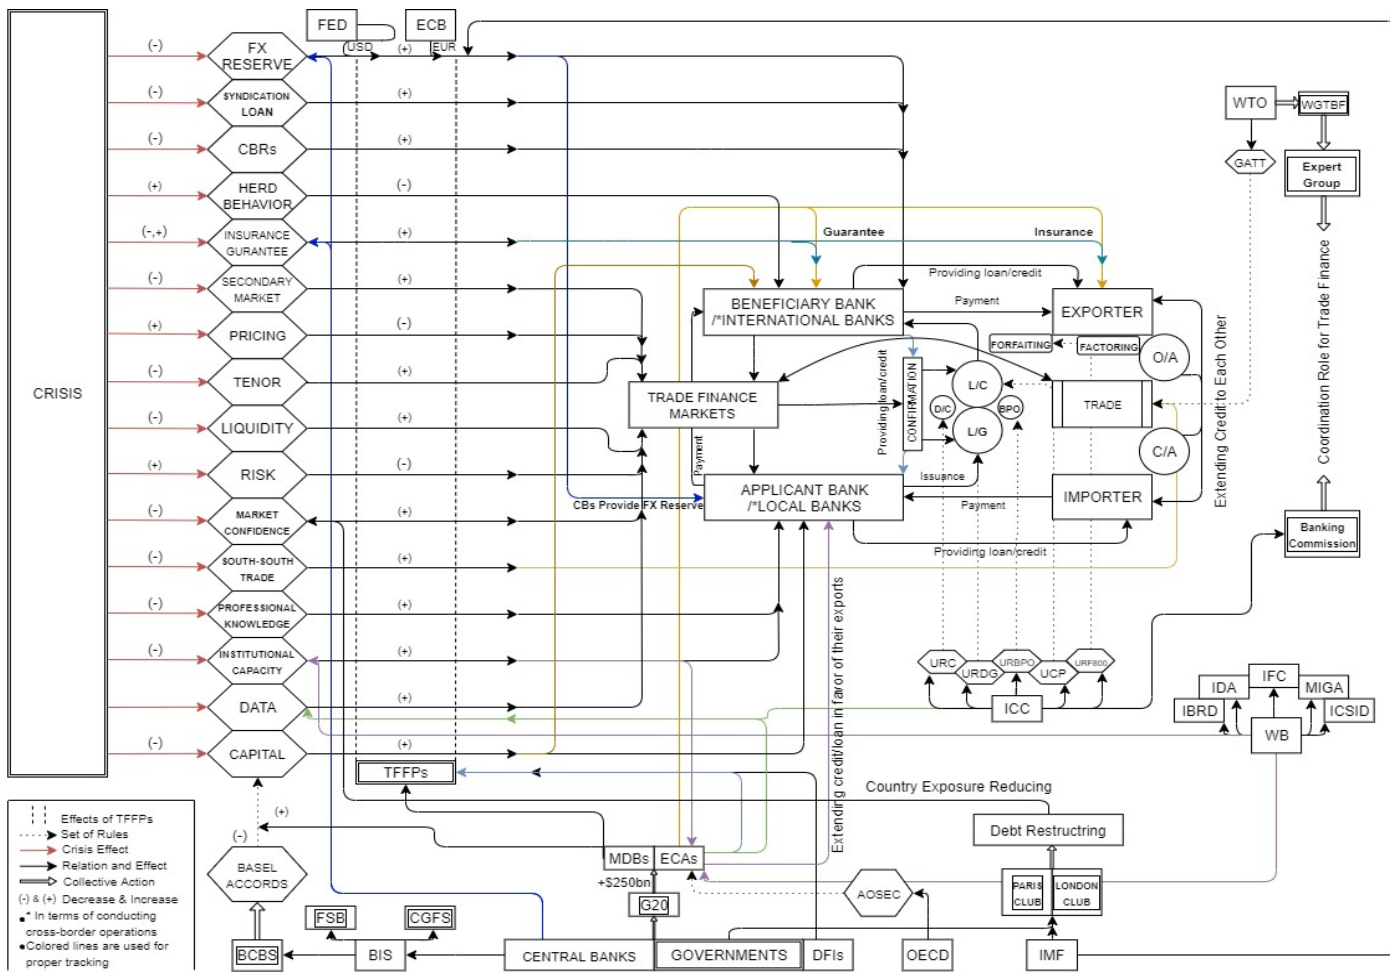 FED
ECB
USD
(+)
EUR
CRISIS
(-)
FX
RESERVE
(-)
SYNDICATION
LOAN
(+)
(-)
CBRs
(+)
(+)
HERD
BEHAVIOR
(-)
(-,+)
INSURANCE
GURANTEE
(+)
(-)
SECONDARY
MARKET
(+)
(+)
PRICING
(-)
(-)
TENOR
(+)
(-)
LIQUIDITY
(+)
(+)
RISK
(-)
(-)
MARKET
CONFIDENCE
(+)
(-)
SOUTH-SOUTH
TRADE
(+)
(-)
PROFESSIONAL
KNOWLEDGE
(+)
(-)
INSTITUTIONAL
CAPACITY
(+)
(-)
DATA
(+)
(-)
CAPITAL
(+)
TFFPs
Guarantee
Insurance
Providing loan/credit
BENEFICIARY BANK
/*INTERNATIONAL BANKS
Payment
EXPORTER
FORFAITING
FACTORING
O/A
TRADE FINANCE
MARKETS
Providing loan/credit
CONFIRMATION
L/C
D/C
BPO
L/G
TRADE
C/A
Payment
Issuance
APPLICANT BANK
/*LOCAL BANKS
CBs Provide FX Reserve
Payment
IMPORTER
Providing loan/credit
Extending Credit to Each Other
WTO
WGTBF
GATT
Expert
Group
Coordination Role for Trade Finance
Banking
Commission
Extending credit/loan in favor of their exports
URC
URDG
URBPO
UCP
URF800
ICC
IFC
IDA
MIGA
IBRD
ICSID
WB
Country Exposure Reducing
Debt Restructring
PARIS
CLUB
LONDON
CLUB
MDBs
ECAs
+$250bn
G20
AOSEC
(+)
(-)
BASEL
ACCORDS
FSB
CGFS
BCBS
BIS
CENTRAL BANKS
GOVERNMENTS
DFIs
OECD
IMF
Effects of TFFPs
Set of Rules
Crisis Effect
Relation and Effect
Collective Action
(-) & (+) Decrease & Increase
* In terms of conducting
cross-border operations
Colored lines are used for
proper tracking